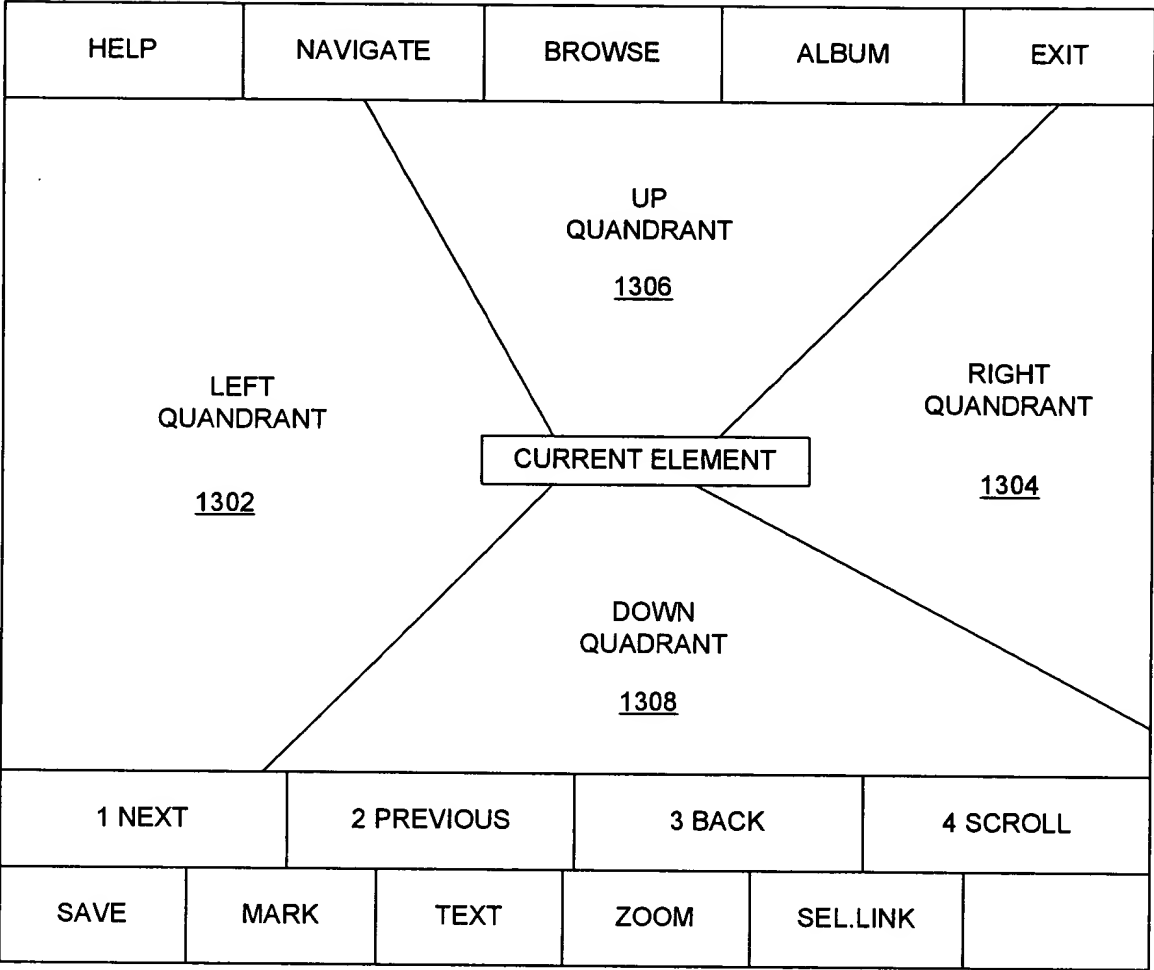 HELP NAVIGATE BROWSE ALBUM EXIT
UP
QUANDRANT
1306
LEFT
QUANDRANT
1302
RIGHT
QUANDRANT
1304
CURRENT ELEMENT
DOWN
QUADRANT
1308
1 NEXT 2 PREVIOUS 3 BACK 4 SCROLL
SAVE MARK TEXT ZOOM SEL.LINK